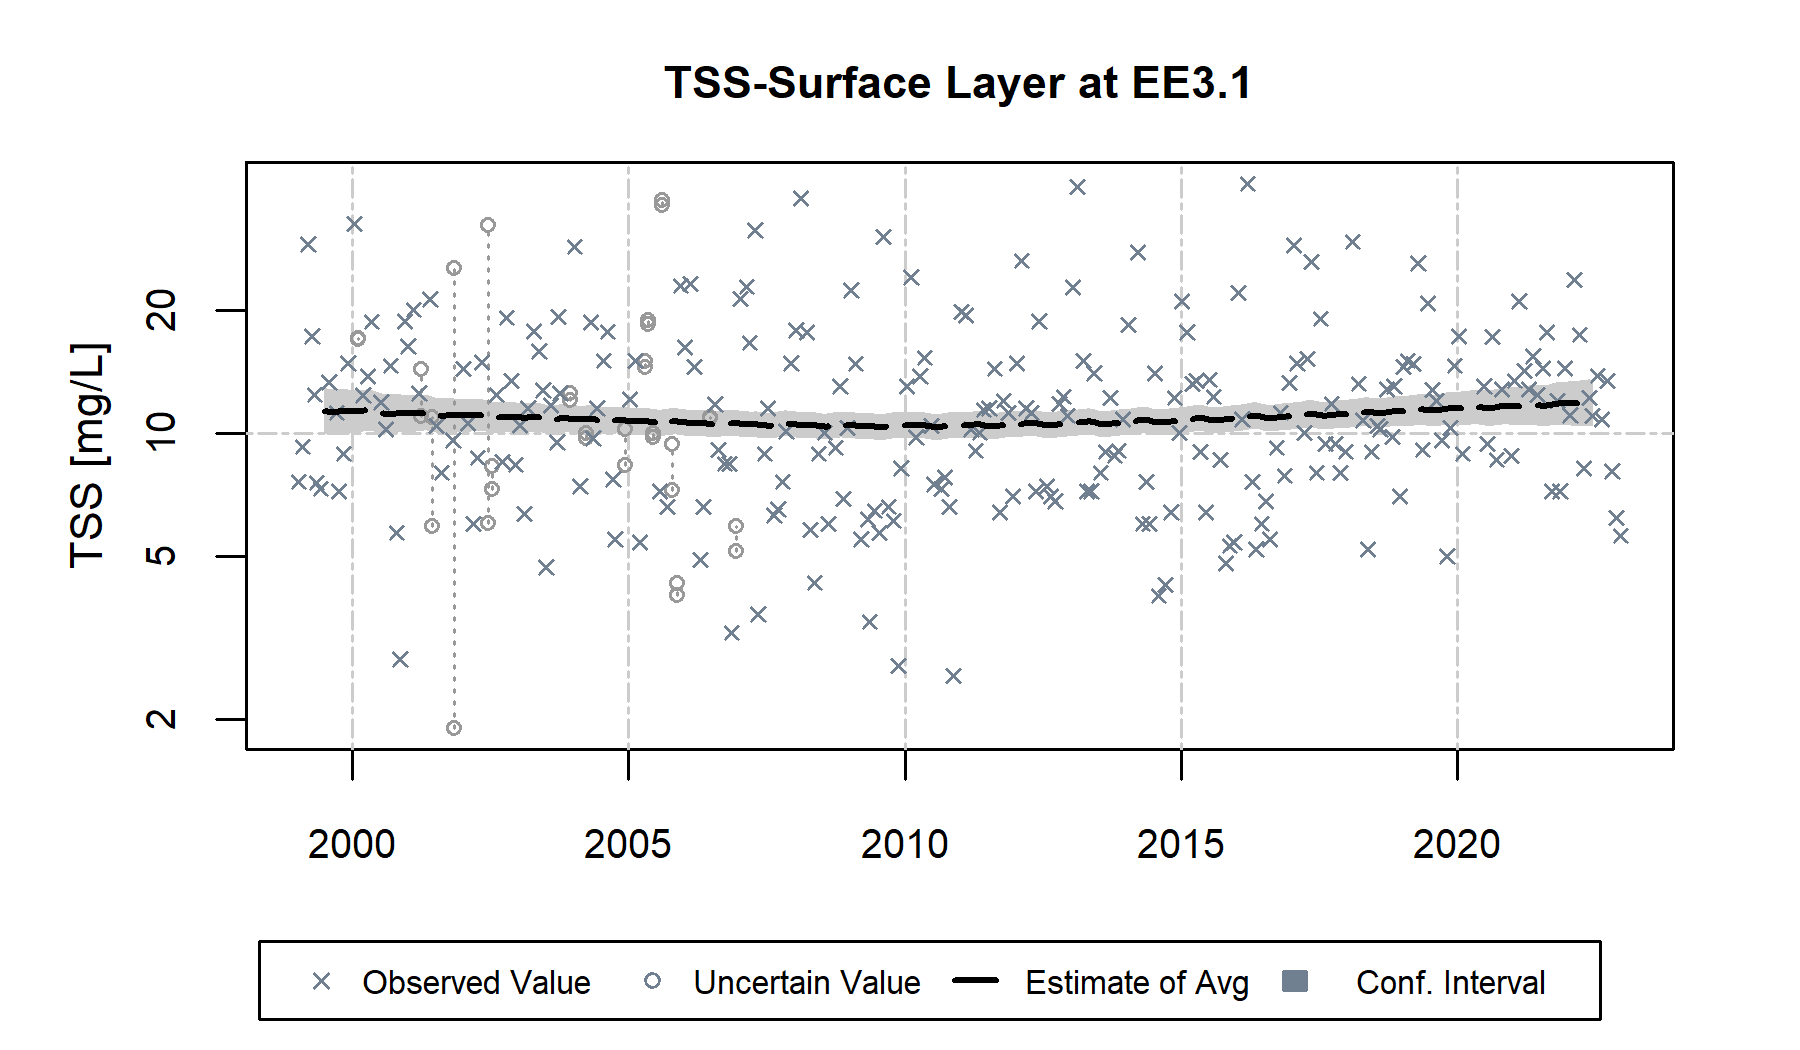 TSS-Surface Layer at EE3.1
TSS [mg/L]
20
10
5
2
2000 2005 2010 2015 2020
Observed Value Uncertain Value Estimate of Avg Conf. Interval